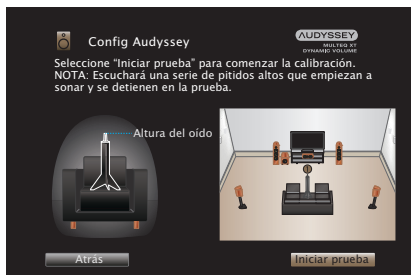 Config Audyssey
AUDYSSEY
MULTEQ XT
DYNAMIC VOLUME
Seleccione “Iniciar prueba” para comenzar la calibración.
NOTA: Escuchará una serie de pitidos altos que empiezan a
sonar y se detienen en la prueba.
Altura del oído
Atrás
Iniciar prueba